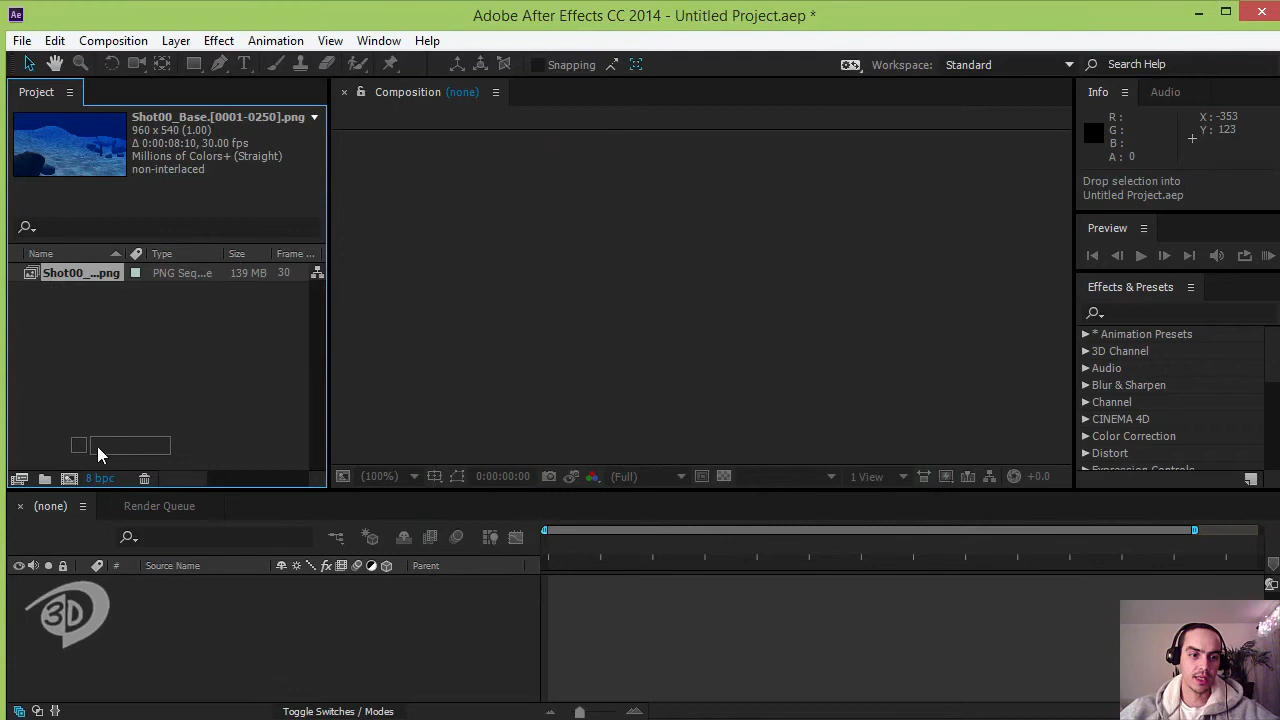 Ae
Adobe After Effects CC 2014 - Untitled Project.aep *
File Edit Composition Layer Effect Animation View Window Help
T Snapping Workspace: Standard Search Help
Project
Composition (none)
Info Audio
Shot00_Base.[0001-0250].png
960 x 540 (1.00)
Δ 0:00:08:10, 30.00 fps
Millions of Colors+ (Straight)
non-interlaced
R :
G :
B :
A : 0
X : -353
Y : 123
Drop selection into
Untitled Project.aep
Preview
Name Type Size Frame ...
Shot00_...png PNG Seq...e 139 MB 30
Effects & Presets
* Animation Presets
3D Channel
Audio
Blur & Sharpen
Channel
CINEMA 4D
Color Correction
Distort
Expression Controls
8 bpc
(100%) 0:00:00:00 (Full) 1 View +0.0
(none) Render Queue
# Source Name fx Parent
3D
Toggle Switches / Modes